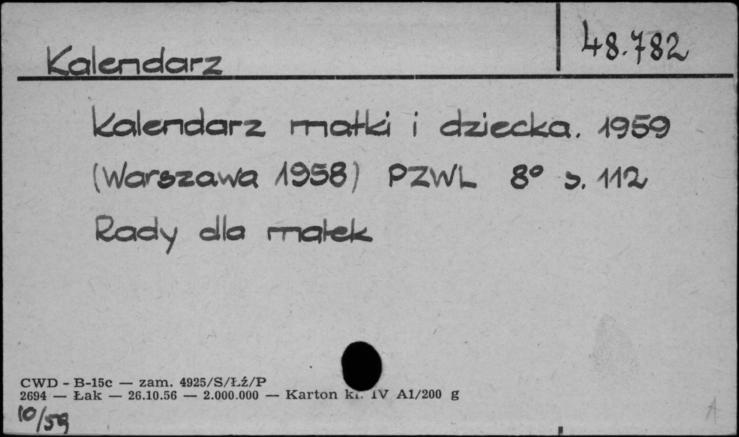 Kalendarz
48.782
Kalendarz matki i dziecka. 1959
(Warszawa 1958) PZWL 8° s. 112
Rady dla matek
CWD - B-15c — zam. 4925/S/Łź/P
2694 — Łak — 26.10.56 — 2.000.000 — Karton kl. IV A1/200 g
10/59
A